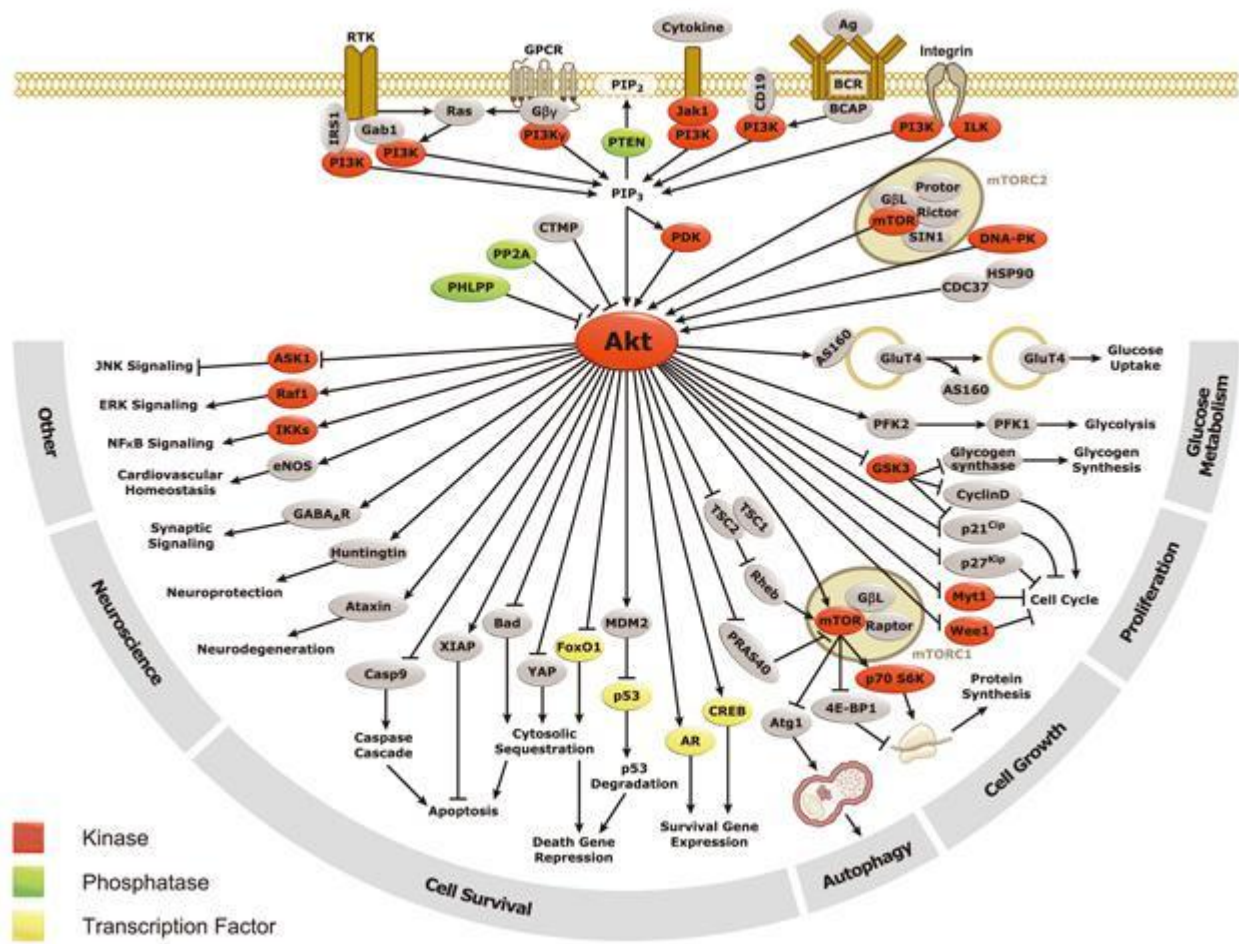 RTK
GPCR
Cytokine
Ag
Integrin
PIP2
CD19
BCR
BCAP
IRS1
Gab1
Ras
Gβγ
Jak1
PI3K
PI3K
PI3Kγ
PTEN
PI3K
PI3K
PI3K
ILK
PIP3
mTORC2
GβL
Protor
mTOR
Rictor
SIN1
CTMP
PP2A
PHLPP
PDK
DNA-PK
HSP90
CDC37
Akt
JNK Signaling
ASK1
ERK Signaling
Raf1
NFκB Signaling
IKKs
Cardiovascular
Homeostasis
eNOS
Synaptic
Signaling
GABAAR
Neuroprotection
Huntingtin
Neurodegeneration
Ataxin
Casp9
Caspase
Cascade
XIAP
Apoptosis
Bad
YAP
FoxO1
Cytosolic
Sequestration
MDM2
p53
p53
Degradation
Death Gene
Repression
AR
CREB
Survival Gene
Expression
AS160
GluT4
AS160
GluT4
Glucose
Uptake
PFK2
PFK1
Glycolysis
GSK3
Glycogen
synthase
Glycogen
Synthesis
CyclinD
p21Cip
p27Kip
Myt1
Wee1
Cell Cycle
TSC2
TSC1
Rheb
PRAS40
GβL
mTOR
Raptor
mTORC1
p70 S6K
4E-BP1
Atg1
Protein
Synthesis
Other
Neuroscience
Cell Survival
Autophagy
Cell Growth
Proliferation
Glucose
Metabolism
Kinase
Phosphatase
Transcription Factor